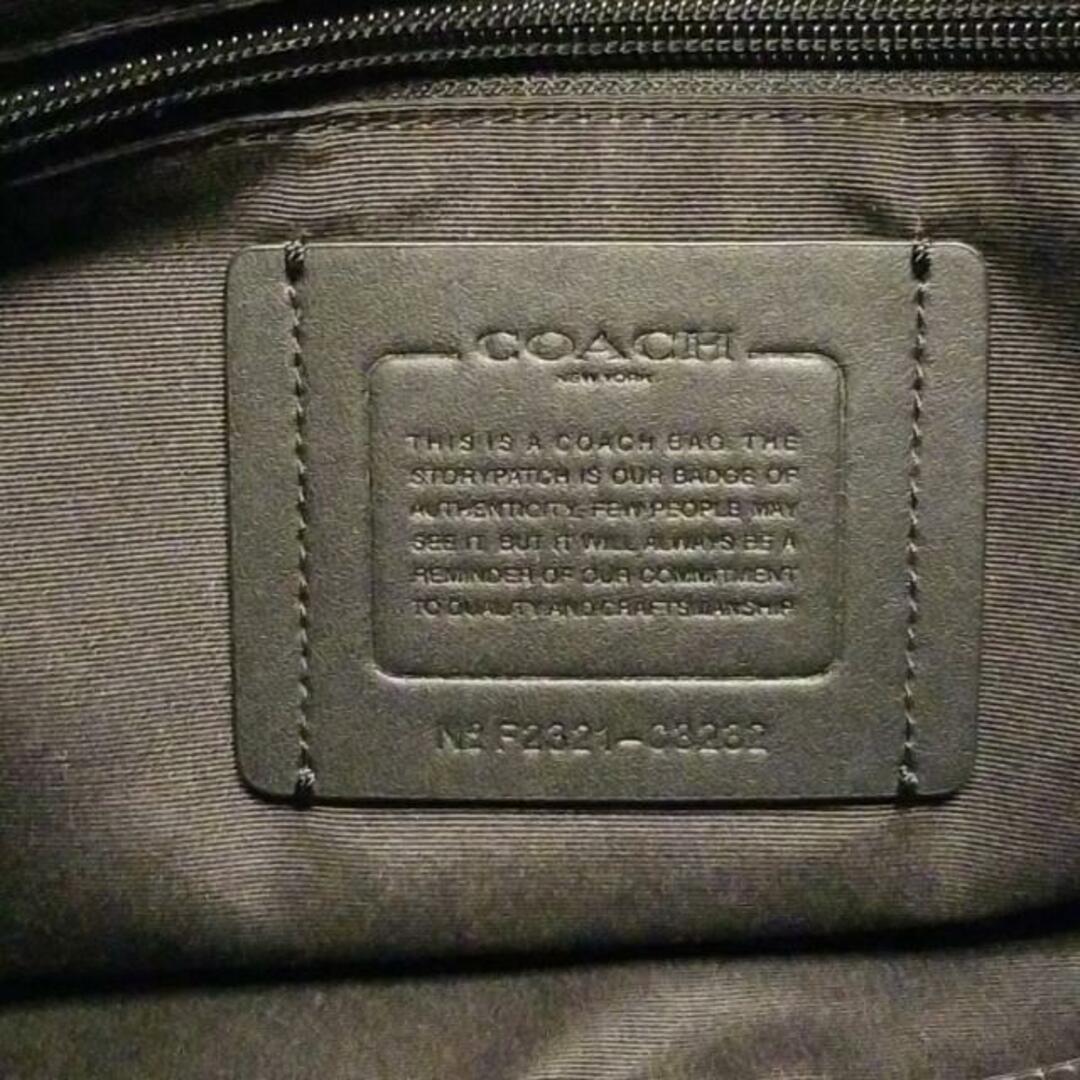 COACH
NEW YORK
THIS IS A COACH BAG. THE
STORYPATCH IS OUR BADGE OF
AUTHENTICITY. FEW PEOPLE MAY
SEE IT BUT IT WILL ALWAYS BE A
REMINDER OF OUR COMMITMENT
TO QUALITY AND CRAFTSMANSHIP.
Nº F2321-33232